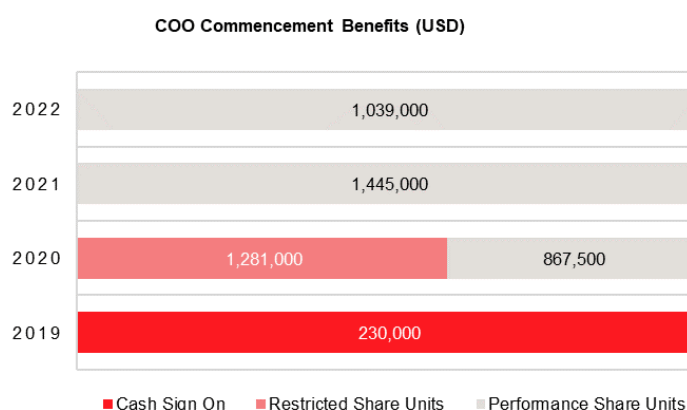 COO Commencement Benefits (USD)
2022 1,039,000
2021 1,445,000
2020 1,281,000 867,500
2019 230,000
Cash Sign On Restricted Share Units Performance Share Units